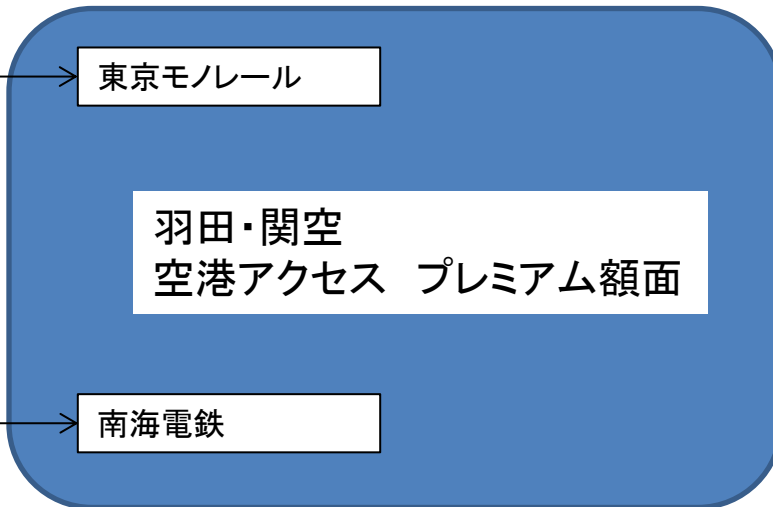 東京モノレール
羽田・関空
空港アクセス　プレミアム額面
南海電鉄